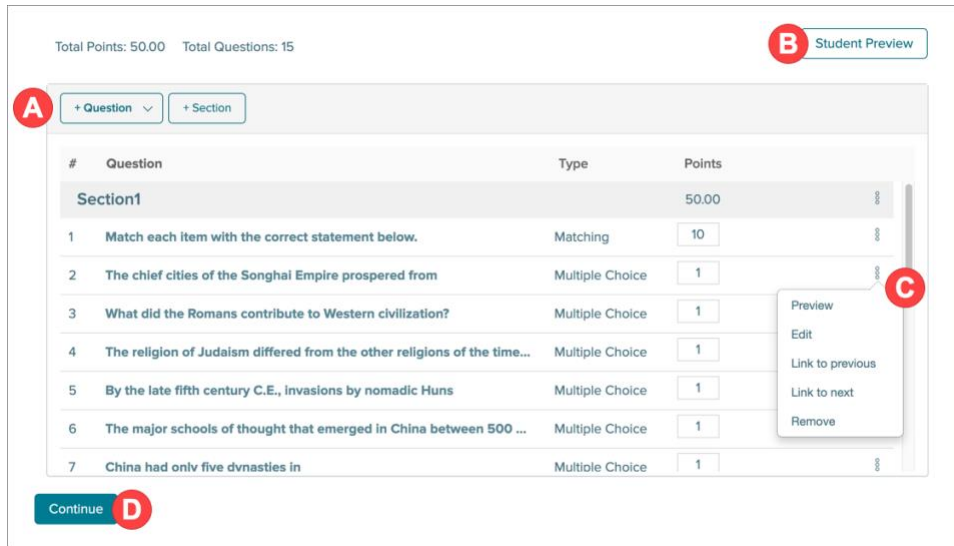 Total Points: 50.00 Total Questions: 15
B Student Preview
A + Question + Section
# Question Type Points
Section1 50.00
1 Match each item with the correct statement below. Matching 10
2 The chief cities of the Songhai Empire prospered from Multiple Choice 1
C
3 What did the Romans contribute to Western civilization? Multiple Choice 1
4 The religion of Judaism differed from the other religions of the time... Multiple Choice 1
5 By the late fifth century C.E., invasions by nomadic Huns Multiple Choice 1
6 The major schools of thought that emerged in China between 500 ... Multiple Choice 1
7 China had only five dynasties in Multiple Choice 1
Preview
Edit
Link to previous
Link to next
Remove
Continue D